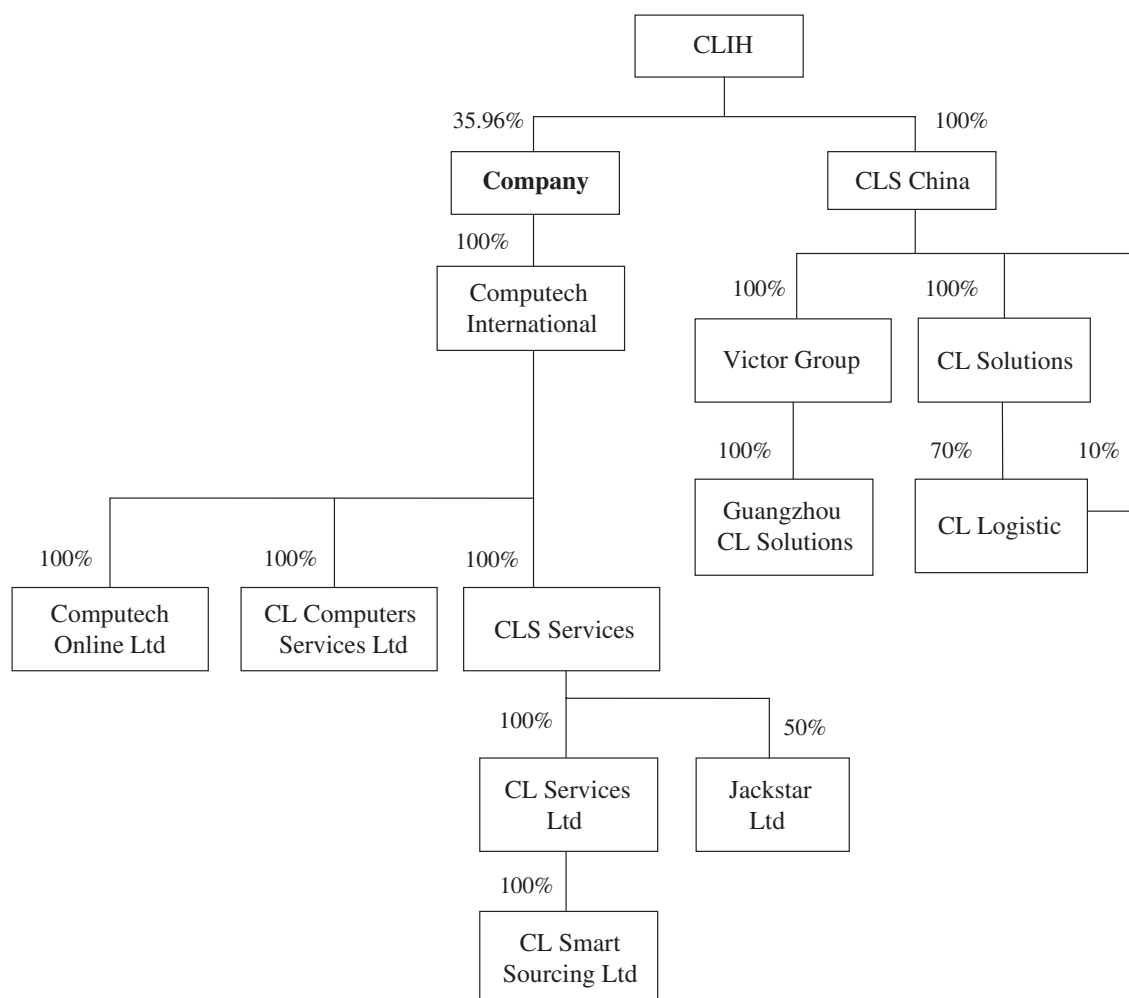 CLIH
35.96%
100%
Company
CLS China
100%
Computech
International
100%
100%
Victor Group
CL Solutions
100%
70%
10%
Guangzhou
CL Solutions
CL Logistic
100%
100%
100%
Computech
Online Ltd
CL Computers
Services Ltd
CLS Services
100%
50%
CL Services
Ltd
Jackstar
Ltd
100%
CL Smart
Sourcing Ltd